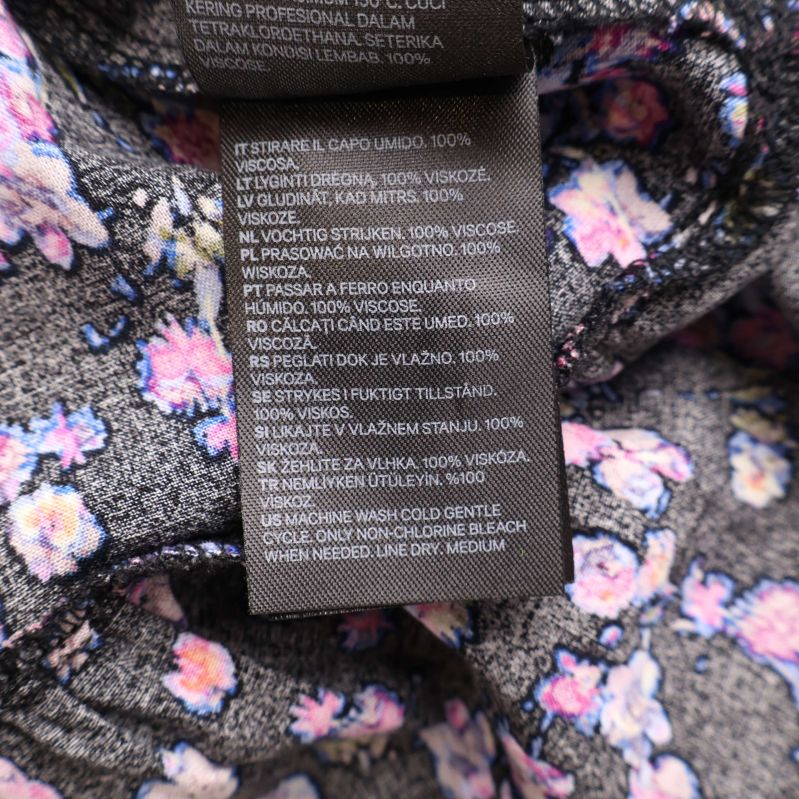 KERING PROFESIONAL DALAM
TETRAKLOROETHANA. SETERIKA
DALAM KONDISI LEMBAB. 100%
VISCOSE.
IT STIRARE IL CAPO UMIDO. 100%
VISCOSA.
LT LYGINTI DRĖGNĄ, 100% VISKOZĖ.
LV GLUDINĀT, KAD MITRS. 100%
VISKOZE.
NL VOCHTIG STRIJKEN. 100% VISCOSE.
PL PRASOWAĆ NA WILGOTNO. 100%
WISKOZA.
PT PASSAR A FERRO ENQUANTO
HÚMIDO. 100% VISCOSE.
RO CĂLCAȚI CÂND ESTE UMED. 100%
VISCOZĂ.
RS PEGLATI DOK JE VLAŽNO. 100%
VISKOZA.
SE STRYKES I FUKTIGT TILLSTÅND.
100% VISKOS.
SI LIKAJTE V VLAŽNEM STANJU. 100%
VISKOZA.
SK ŽEHLITE ZA VLHKA. 100% VISKÓZA.
TR NEMLİYKEN ÜTÜLEYİN. %100
VİSKOZ.
US MACHINE WASH COLD GENTLE
CYCLE. ONLY NON-CHLORINE BLEACH
WHEN NEEDED. LINE DRY. MEDIUM